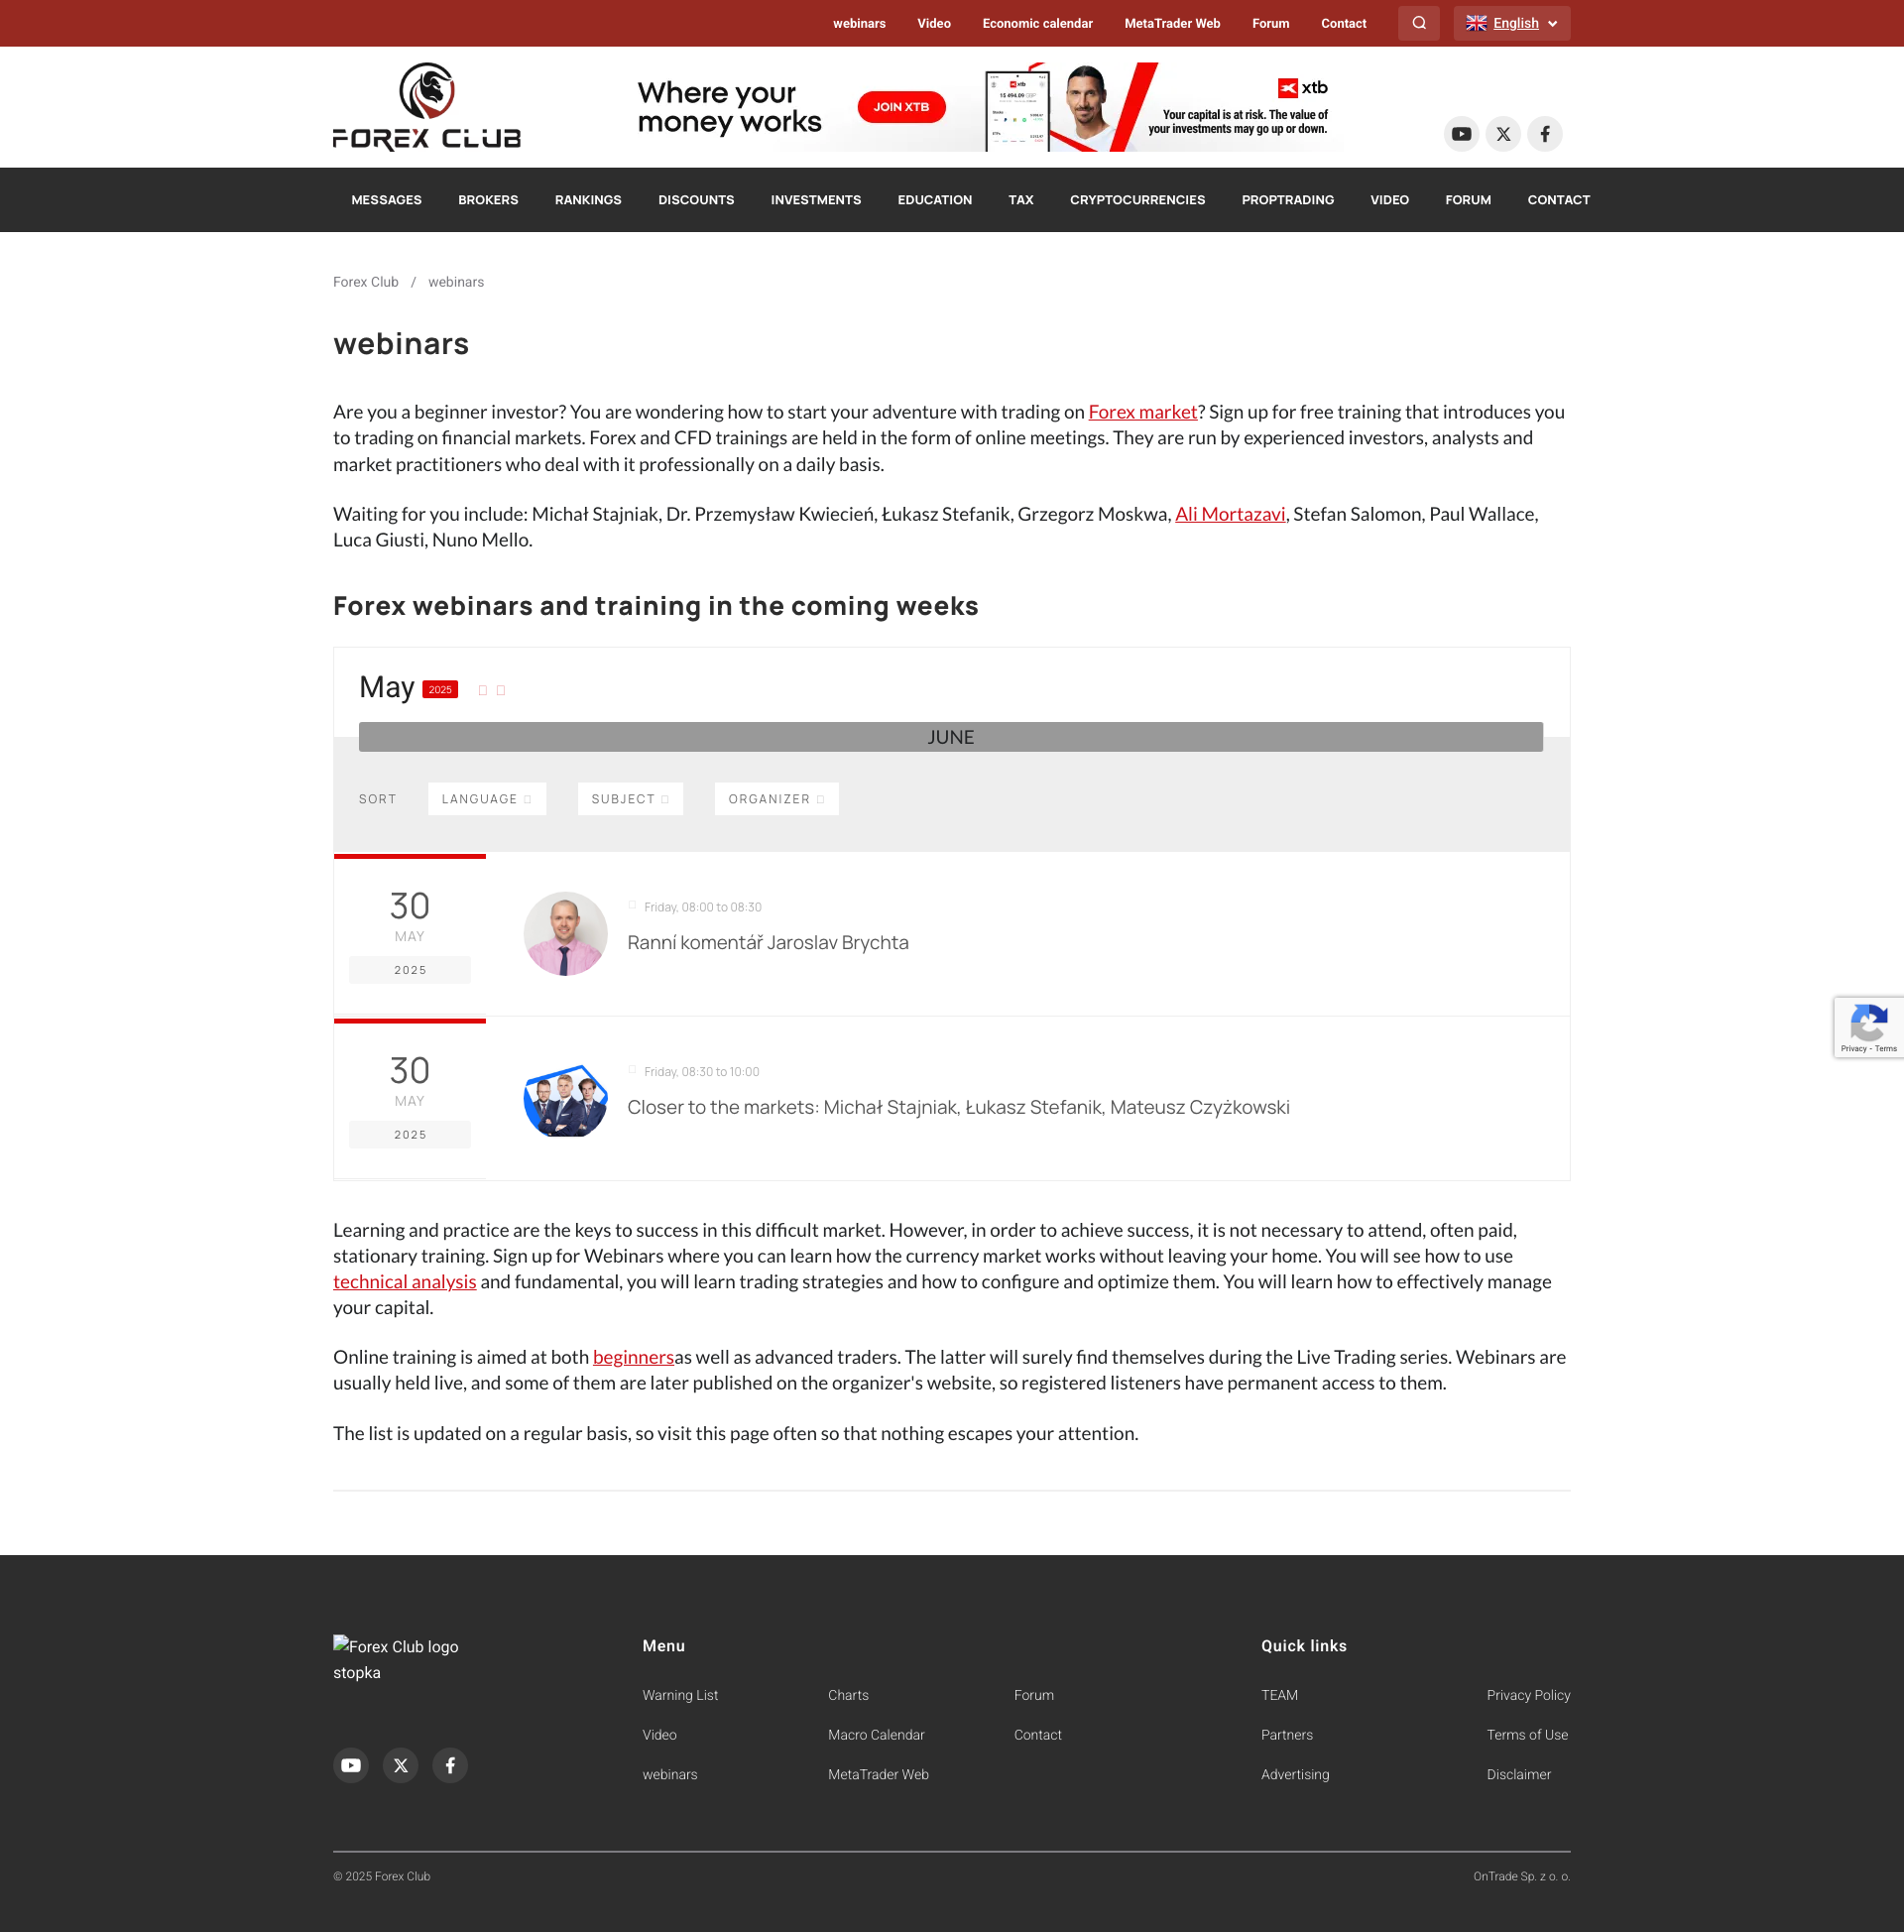 webinars Video Economic calendar MetaTrader Web Forum Contact English
FOREX CLUB
Where your
money works
JOIN XTB
xtb
Your capital is at risk. The value of
your investments may go up or down.
MESSAGES BROKERS RANKINGS DISCOUNTS INVESTMENTS EDUCATION TAX CRYPTOCURRENCIES PROPTRADING VIDEO FORUM CONTACT
Forex Club / webinars
webinars
Are you a beginner investor? You are wondering how to start your adventure with trading on Forex market? Sign up for free training that introduces you
to trading on financial markets. Forex and CFD trainings are held in the form of online meetings. They are run by experienced investors, analysts and
market practitioners who deal with it professionally on a daily basis.
Waiting for you include: Michał Stajniak, Dr. Przemysław Kwiecień, Łukasz Stefanik, Grzegorz Moskwa, Ali Mortazavi, Stefan Salomon, Paul Wallace,
Luca Giusti, Nuno Mello.
Forex webinars and training in the coming weeks
May 2025
JUNE
SORT LANGUAGE SUBJECT ORGANIZER
30
MAY
2025
Friday, 08:00 to 08:30
Ranní komentář Jaroslav Brychta
30
MAY
2025
Friday, 08:30 to 10:00
Closer to the markets: Michał Stajniak, Łukasz Stefanik, Mateusz Czyżkowski
Privacy - Terms
Learning and practice are the keys to success in this difficult market. However, in order to achieve success, it is not necessary to attend, often paid,
stationary training. Sign up for Webinars where you can learn how the currency market works without leaving your home. You will see how to use
technical analysis and fundamental, you will learn trading strategies and how to configure and optimize them. You will learn how to effectively manage
your capital.
Online training is aimed at both beginnersas well as advanced traders. The latter will surely find themselves during the Live Trading series. Webinars are
usually held live, and some of them are later published on the organizer's website, so registered listeners have permanent access to them.
The list is updated on a regular basis, so visit this page often so that nothing escapes your attention.
Forex Club logo
stopka
Menu
Warning List Charts Forum
Video Macro Calendar Contact
webinars MetaTrader Web
Quick links
TEAM Privacy Policy
Partners Terms of Use
Advertising Disclaimer
© 2025 Forex Club
OnTrade Sp. z o. o.